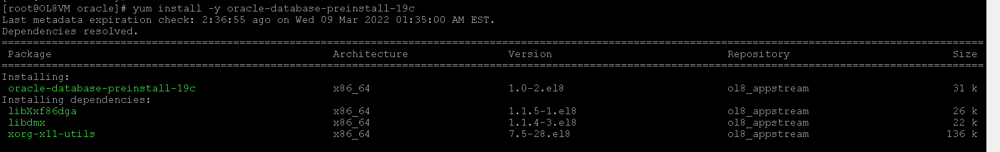 [root@OL8VM oracle]# yum install -y oracle-database-preinstall-19c
Last metadata expiration check: 2:36:55 ago on Wed 09 Mar 2022 01:35:00 AM EST.
Dependencies resolved.
================================================================================================================================================================
Package Architecture Version Repository Size
================================================================================================================================================================
Installing:
oracle-database-preinstall-19c x86_64 1.0-2.el8 ol8_appstream 31 k
Installing dependencies:
libXxf86dga x86_64 1.1.5-1.el8 ol8_appstream 26 k
libdmx x86_64 1.1.4-3.el8 ol8_appstream 22 k
xorg-x11-utils x86_64 7.5-28.el8 ol8_appstream 136 k